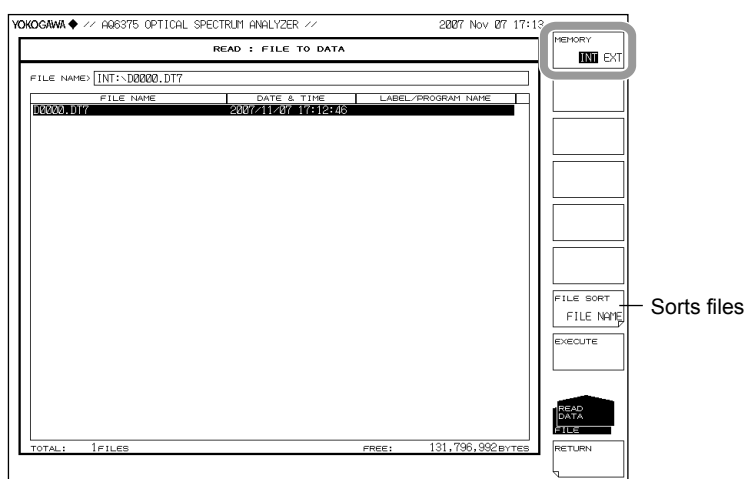 YOKOGAWA ◆ // AQ6375 OPTICAL SPECTRUM ANALYZER // 2007 Nov 07 17:13
MEMORY
INT EXT
READ : FILE TO DATA
FILE NAME> INT:\D0000.DT7
FILE NAME DATE & TIME LABEL/PROGRAM NAME
D0000.DT7 2007/11/07 17:12:46
FILE SORT
FILE NAME
Sorts files
EXECUTE
READ
DATA
FILE
TOTAL: 1FILES FREE: 131,796,992BYTES
RETURN